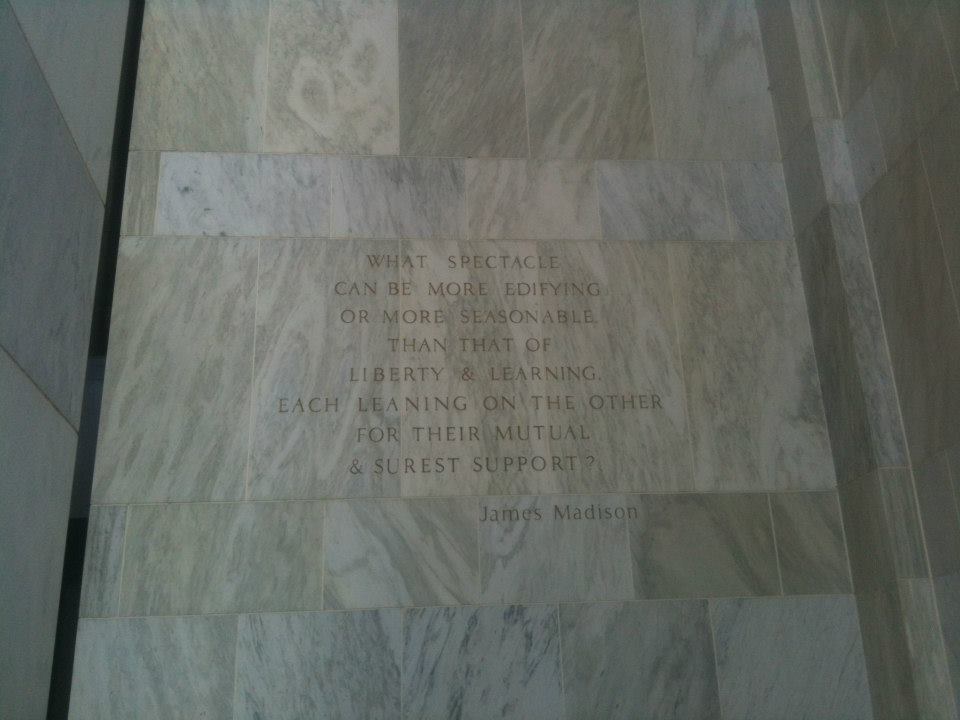 WHAT SPECTACLE
CAN BE MORE EDIFYING
OR MORE SEASONABLE,
THAN THAT OF
LIBERTY & LEARNING,
EACH LEANING ON THE OTHER
FOR THEIR MUTUAL
& SUREST SUPPORT?
James Madison